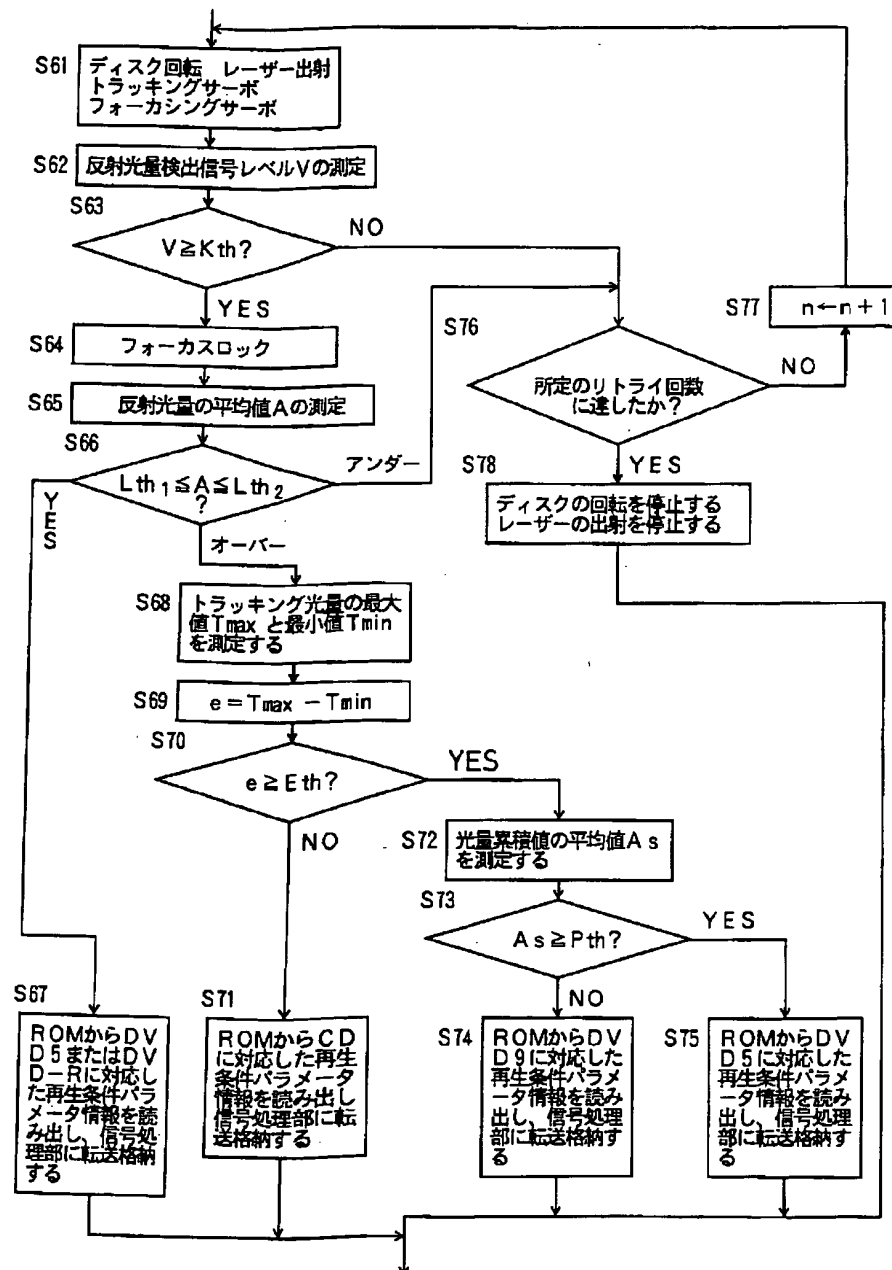 S61
ディスク回転 レーザー出射
トラッキングサーボ
フォーカシングサーボ
S62
反射光量検出信号レベルVの測定
S63
V≧Kth?
NO
YES
S64
フォーカスロック
S65
反射光量の平均値Aの測定
S66
Lth1≦A≦Lth2
?
アンダー
YES
オーバー
S76
所定のリトライ回数
に達したか?
NO
S77
n←n+1
YES
S78
ディスクの回転を停止する
レーザーの出射を停止する
S68
トラッキング光量の最大
値Tmaxと最小値Tmin
を測定する
S69
e=Tmax-Tmin
S70
e≧Eth?
YES
NO
S72
光量累積値の平均値As
を測定する
S73
As≧Pth?
YES
NO
S67
ROMからDV
D5またはDV
D-Rに対応し
た再生条件パラ
メータ情報を読
み出し、信号処
理部に転送格納
する
S71
ROMからCD
に対応した再生
条件パラメータ
情報を読み出し
信号処理部に転
送格納する
S74
ROMからDV
D9に対応した
再生条件パラメ
ータ情報を読み
出し、信号処理
部に転送格納す
る
S75
ROMからDV
D5に対応した
再生条件パラメ
ータ情報を読み
出し、信号処理
部に転送格納す
る